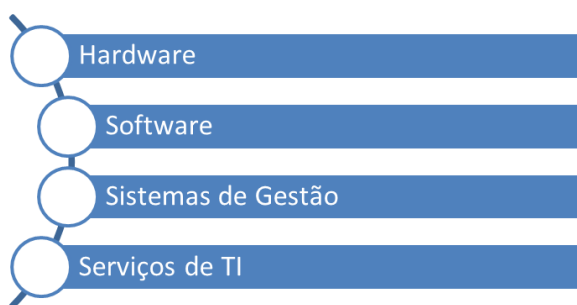 Hardware
Software
Sistemas de Gestão
Serviços de TI